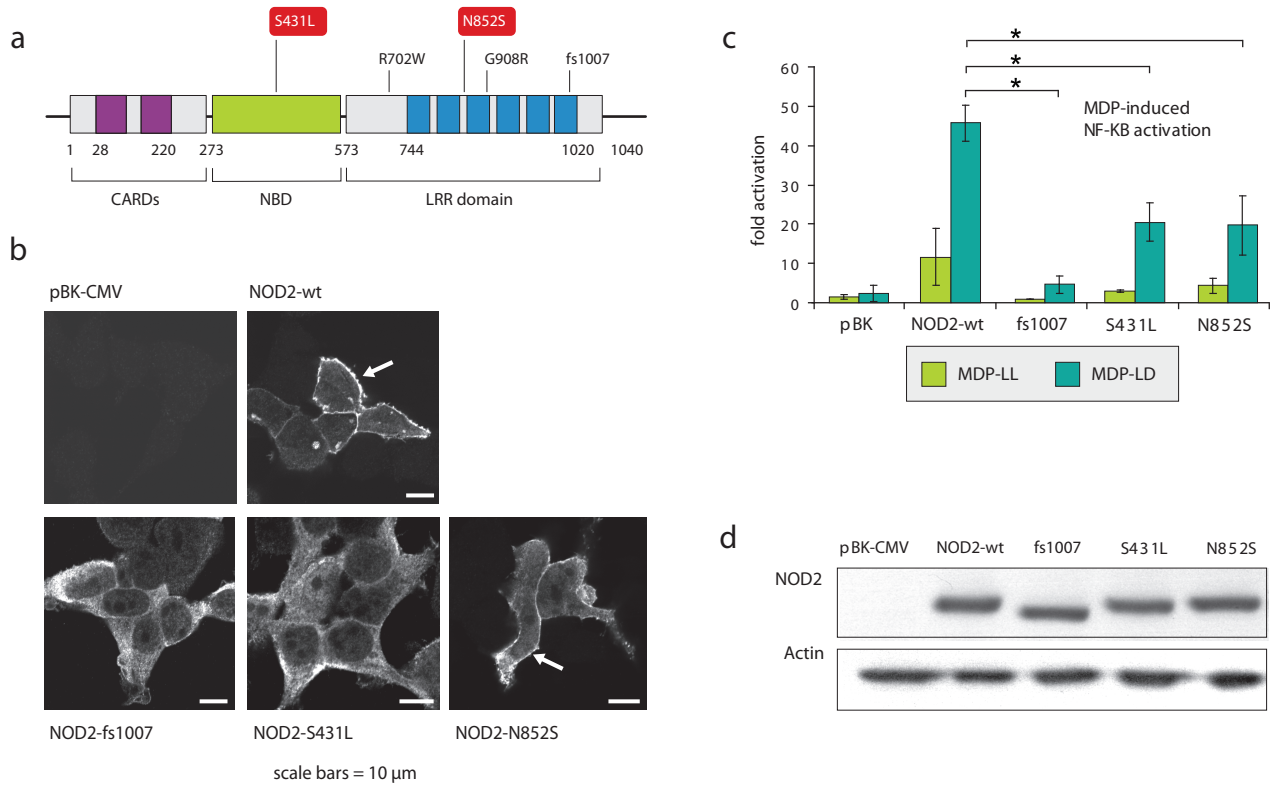 a
S431L
N852S
R702W
G908R
fs1007
1 28 220 273 573 744 1020 1040
CARDs
NBD
LRR domain
b
pBK-CMV
NOD2-wt
NOD2-fs1007
NOD2-S431L
NOD2-N852S
scale bars = 10 μm
c
*
*
*
MDP-induced
NF-KB activation
fold activation
60
50
40
30
20
10
0
pBK NOD2-wt fs1007 S431L N852S
MDP-LL
MDP-LD
d
pBK-CMV NOD2-wt fs1007 S431L N852S
NOD2
Actin